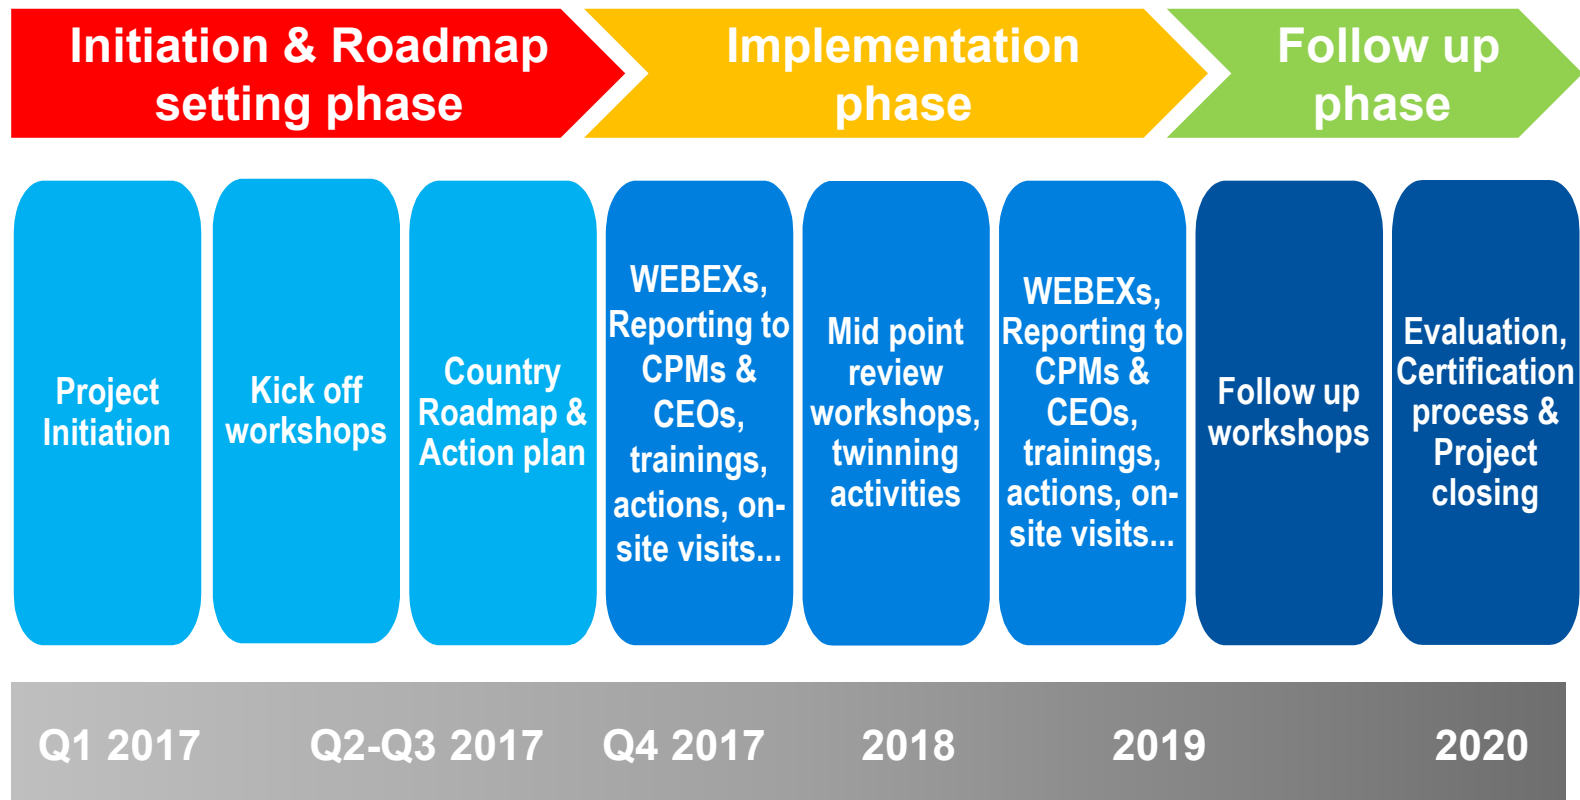 Initiation & Roadmap
setting phase
Implementation
phase
Follow up
phase
Project
Initiation
Kick off
workshops
Country
Roadmap &
Action plan
WEBEXs,
Reporting to
CPMs &
CEOs,
trainings,
actions, on-
site visits...
Mid point
review
workshops,
twinning
activities
WEBEXs,
Reporting to
CPMs &
CEOs,
trainings,
actions, on-
site visits...
Follow up
workshops
Evaluation,
Certification
process &
Project
closing
Q1 2017
Q2-Q3 2017
Q4 2017
2018
2019
2020